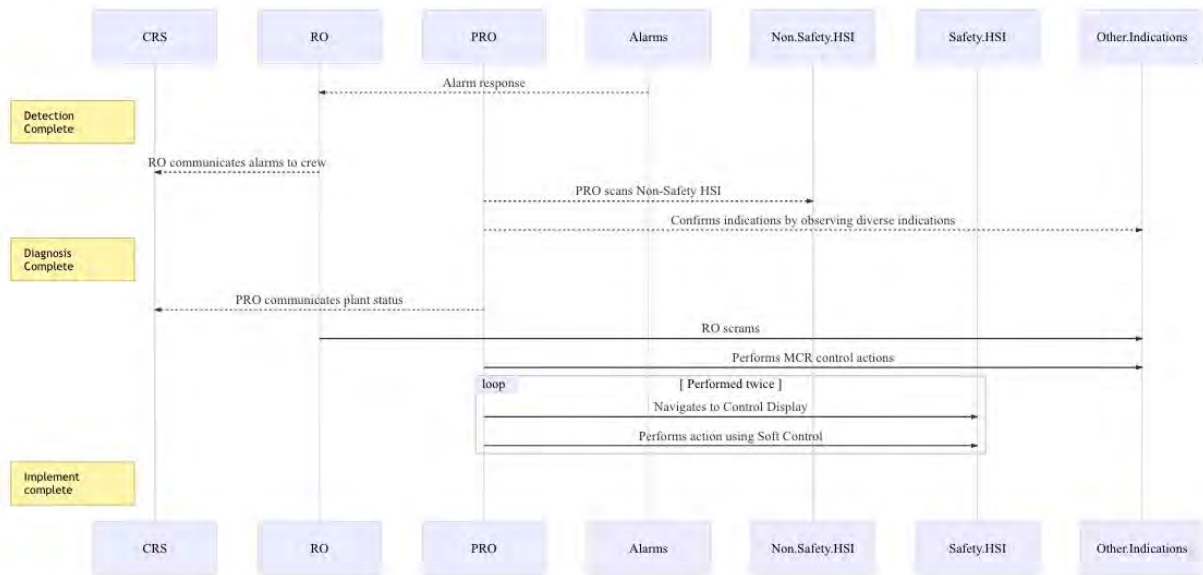 CRS
RO
PRO
Alarms
Non.Safety.HSI
Safety.HSI
Other.Indications
Alarm response
Detection
Complete
RO communicates alarms to crew
PRO scans Non-Safety HSI
Confirms indications by observing diverse indications
Diagnosis
Complete
PRO communicates plant status
RO scrams
Performs MCR control actions
loop
[ Performed twice ]
Navigates to Control Display
Performs action using Soft Control
Implement
complete
CRS
RO
PRO
Alarms
Non.Safety.HSI
Safety.HSI
Other.Indications